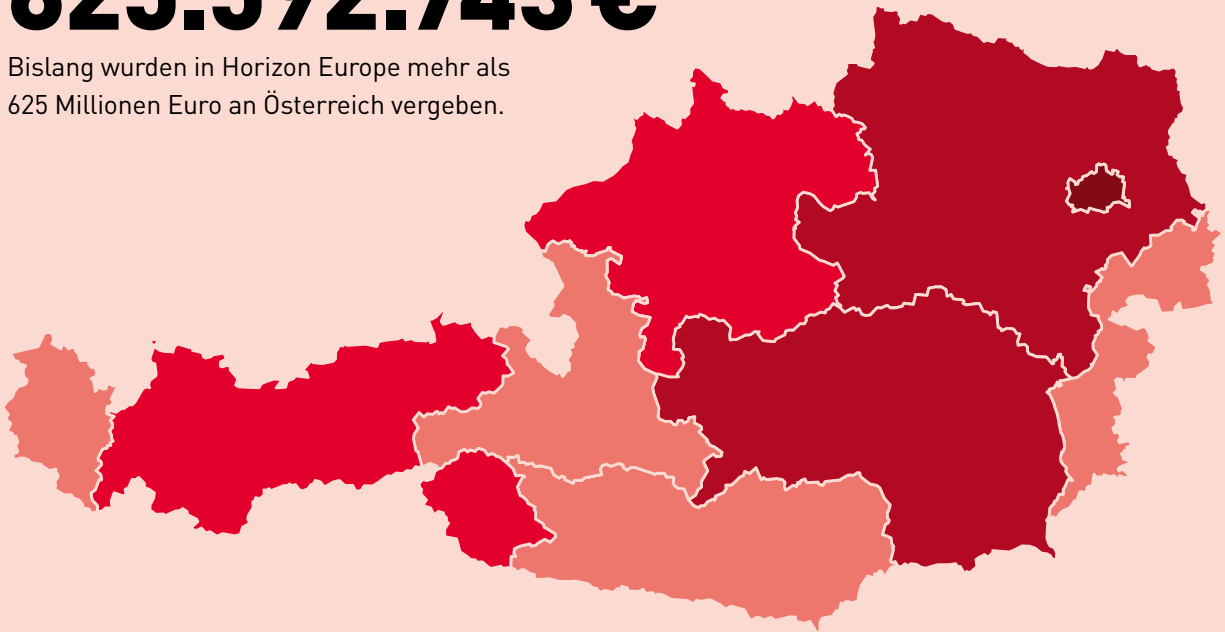 €
Bislang wurden in Horizon Europe mehr als
625 Millionen Euro an Österreich vergeben.